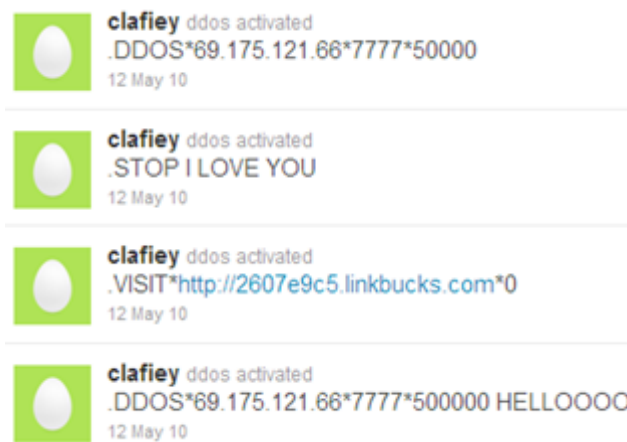 clafiey ddos activated
.DDOS*69.175.121.66*7777*50000
12 May 10
clafiey ddos activated
.STOP I LOVE YOU
12 May 10
clafiey ddos activated
.VISIT*http://2607e9c5.linkbucks.com*0
12 May 10
clafiey ddos activated
.DDOS*69.175.121.66*7777*500000 HELLOOOO
12 May 10